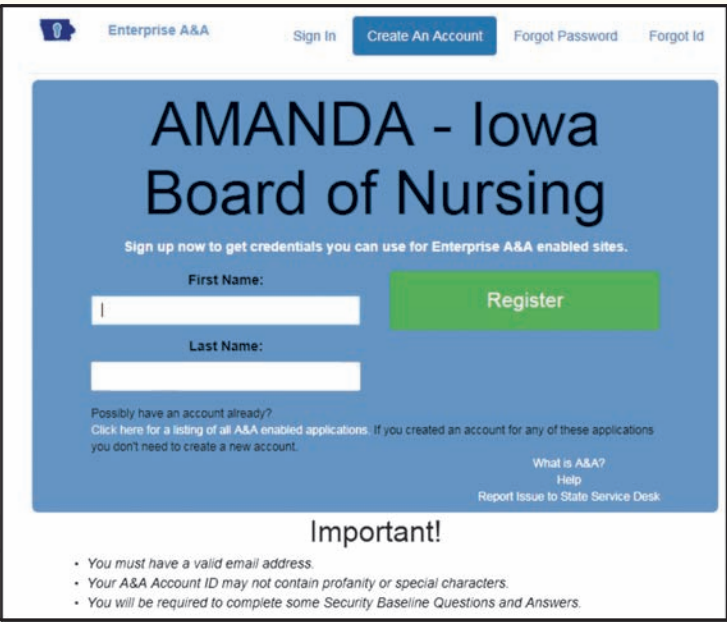 Enterprise A&A
Sign In
Create An Account
Forgot Password
Forgot Id
AMANDA - Iowa
Board of Nursing
Sign up now to get credentials you can use for Enterprise A&A enabled sites.
First Name:
Register
Last Name:
Possibly have an account already?
Click here for a listing of all A&A enabled applications. If you created an account for any of these applications
you don't need to create a new account.
What is A&A?
Help
Report Issue to State Service Desk
Important!
• You must have a valid email address.
• Your A&A Account ID may not contain profanity or special characters.
• You will be required to complete some Security Baseline Questions and Answers.